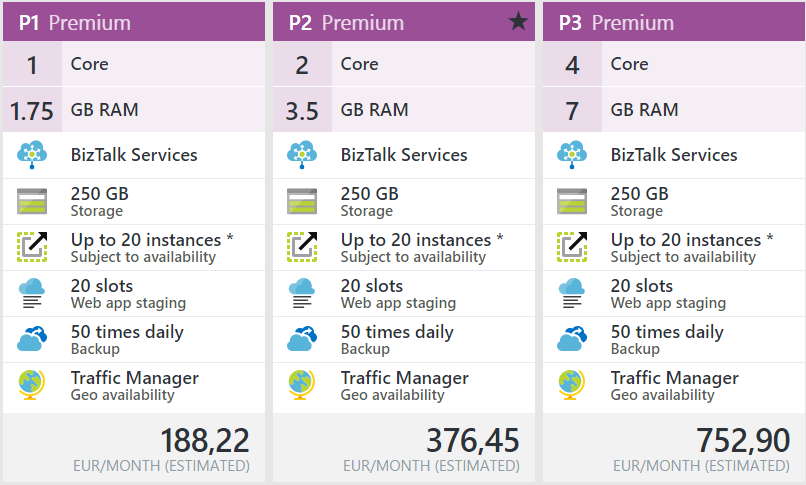 P1 Premium
1 Core
1.75 GB RAM
BizTalk Services
250 GB
Storage
Up to 20 instances *
Subject to availability
20 slots
Web app staging
50 times daily
Backup
Traffic Manager
Geo availability
188,22
EUR/MONTH (ESTIMATED)
P2 Premium
2 Core
3.5 GB RAM
BizTalk Services
250 GB
Storage
Up to 20 instances *
Subject to availability
20 slots
Web app staging
50 times daily
Backup
Traffic Manager
Geo availability
376,45
EUR/MONTH (ESTIMATED)
P3 Premium
4 Core
7 GB RAM
BizTalk Services
250 GB
Storage
Up to 20 instances *
Subject to availability
20 slots
Web app staging
50 times daily
Backup
Traffic Manager
Geo availability
752,90
EUR/MONTH (ESTIMATED)